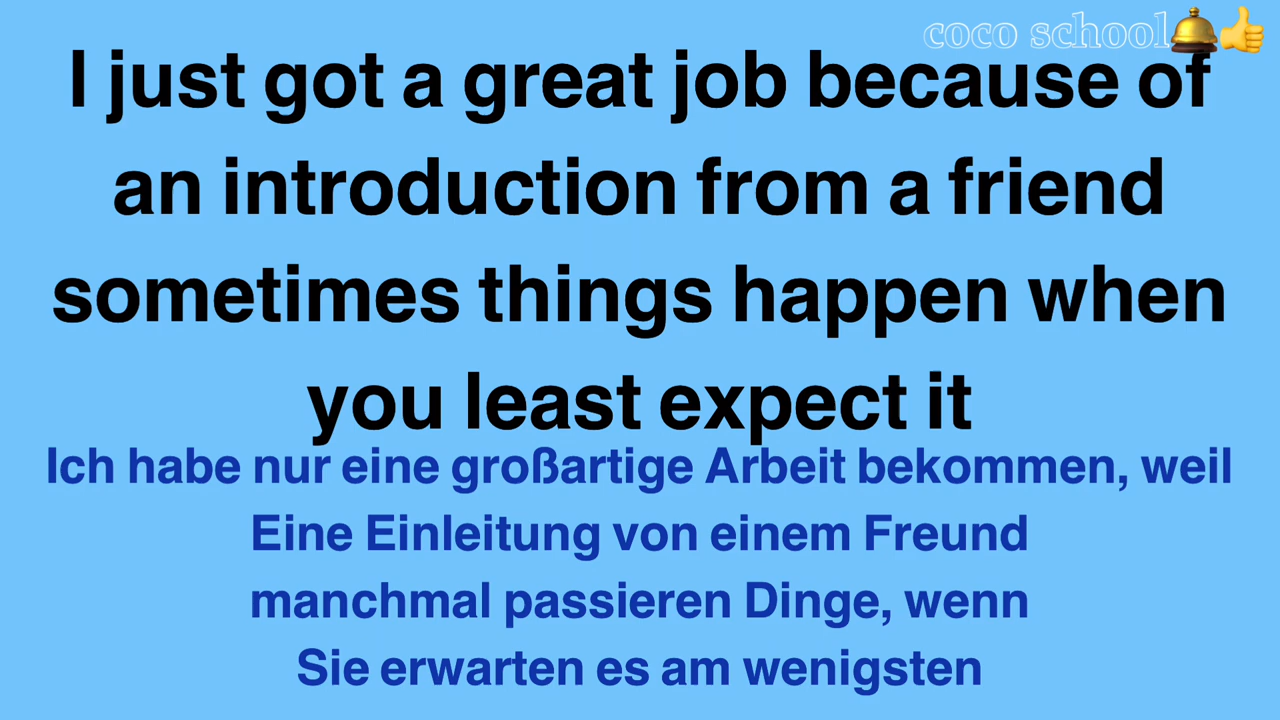 coco school🛎️👍
I just got a great job because of
an introduction from a friend
sometimes things happen when
you least expect it
Ich habe nur eine großartige Arbeit bekommen, weil
Eine Einleitung von einem Freund
manchmal passieren Dinge, wenn
Sie erwarten es am wenigsten